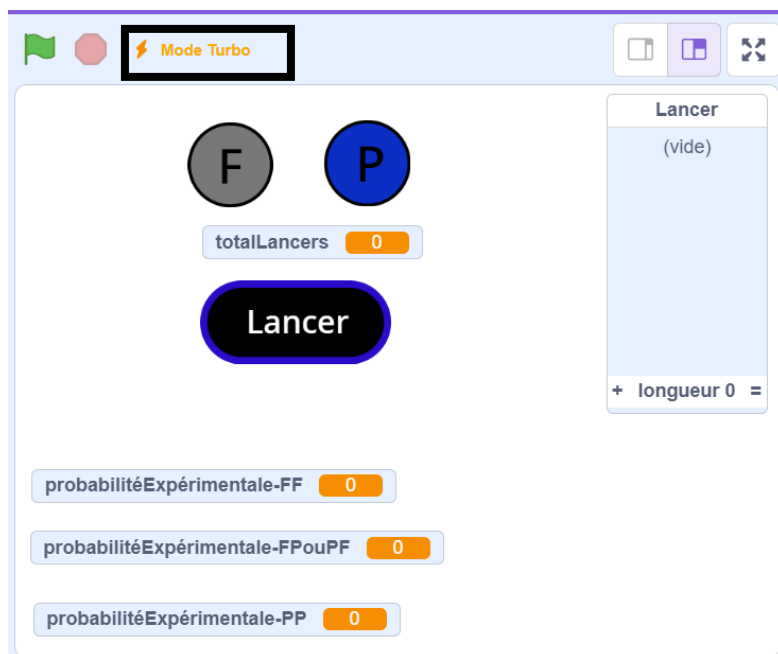 Mode Turbo
Lancer
(vide)
F
P
totalLancers 0
Lancer
+ longueur 0 =
probabilitéExpérimentale-FF 0
probabilitéExpérimentale-FPouPF 0
probabilitéExpérimentale-PP 0